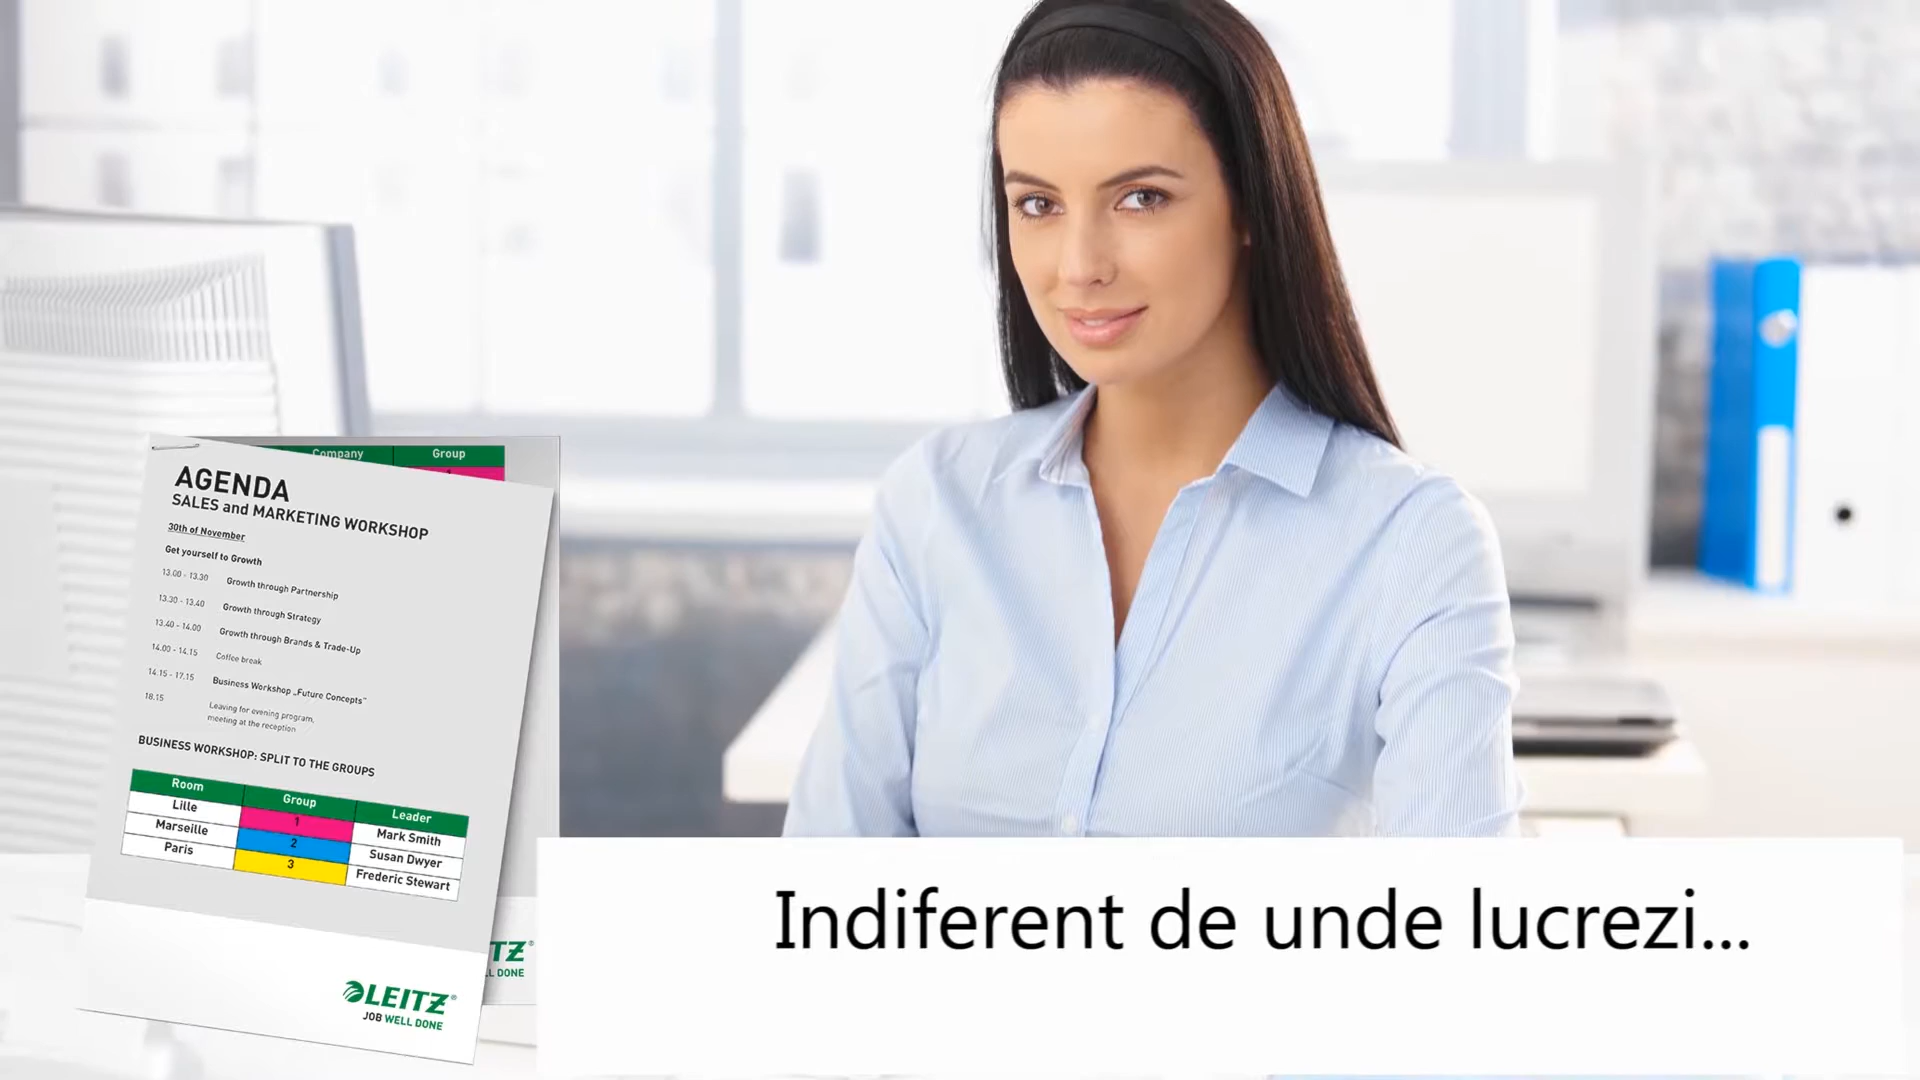 Company Group
AGENDA
SALES and MARKETING WORKSHOP
30th of November
Get yourself to Growth
13.00 - 13.30 Growth through Partnership
13.30 - 13.40 Growth through Strategy
13.40 - 14.00 Growth through Brands & Trade-Up
14.00 - 14.15 Coffee break
14.15 - 17.15 Business Workshop „Future Concepts"
18.15 Leaving for evening program,
meeting at the reception
BUSINESS WORKSHOP: SPLIT TO THE GROUPS
Room Group Leader
Lille 1 Mark Smith
Marseille 2 Susan Dwyer
Paris 3 Frederic Stewart
LEITZ®
JOB WELL DONE
TZ®
LL DONE
Indiferent de unde lucrezi...